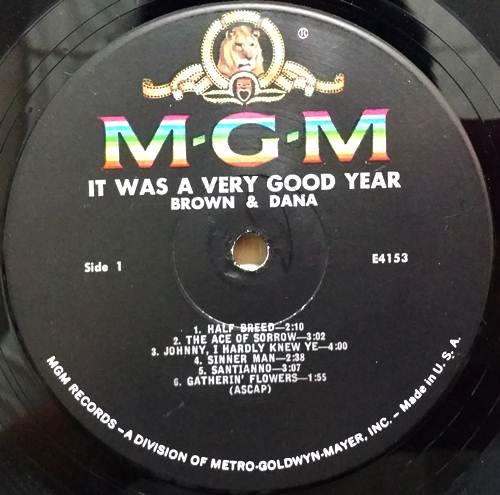 ®
M-G-M
IT WAS A VERY GOOD YEAR
BROWN & DANA
Side 1
E4153
1. HALF BREED—2:10
2. THE ACE OF SORROW—3:02
3. JOHNNY, I HARDLY KNEW YE—4:00
4. SINNER MAN—2:38
5. SANTIANNO—3:07
6. GATHERIN' FLOWERS—1:55
(ASCAP)
MGM RECORDS – A DIVISION OF METRO-GOLDWYN-MAYER, INC. – Made in U.S.A.